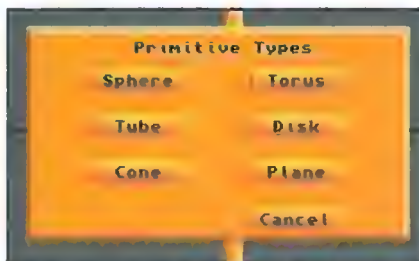 Primitive Types
Sphere Torus
Tube Disk
Cone Plane
Cancel